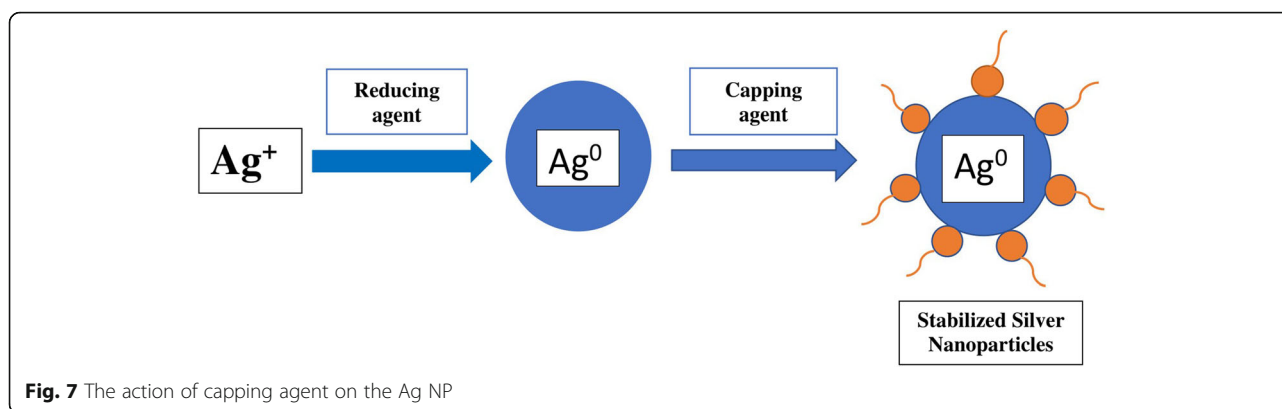 Ag⁺
Reducing
agent
Ag⁰
Capping
agent
Ag⁰
Stabilized Silver
Nanoparticles
Fig. 7 The action of capping agent on the Ag NP